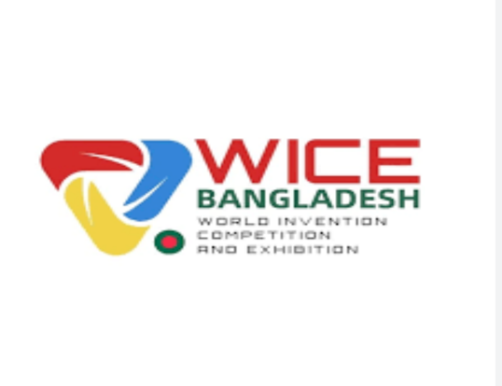 WICE
BANGLADESH
WORLD INVENTION
COMPETITION
AND EXHIBITION